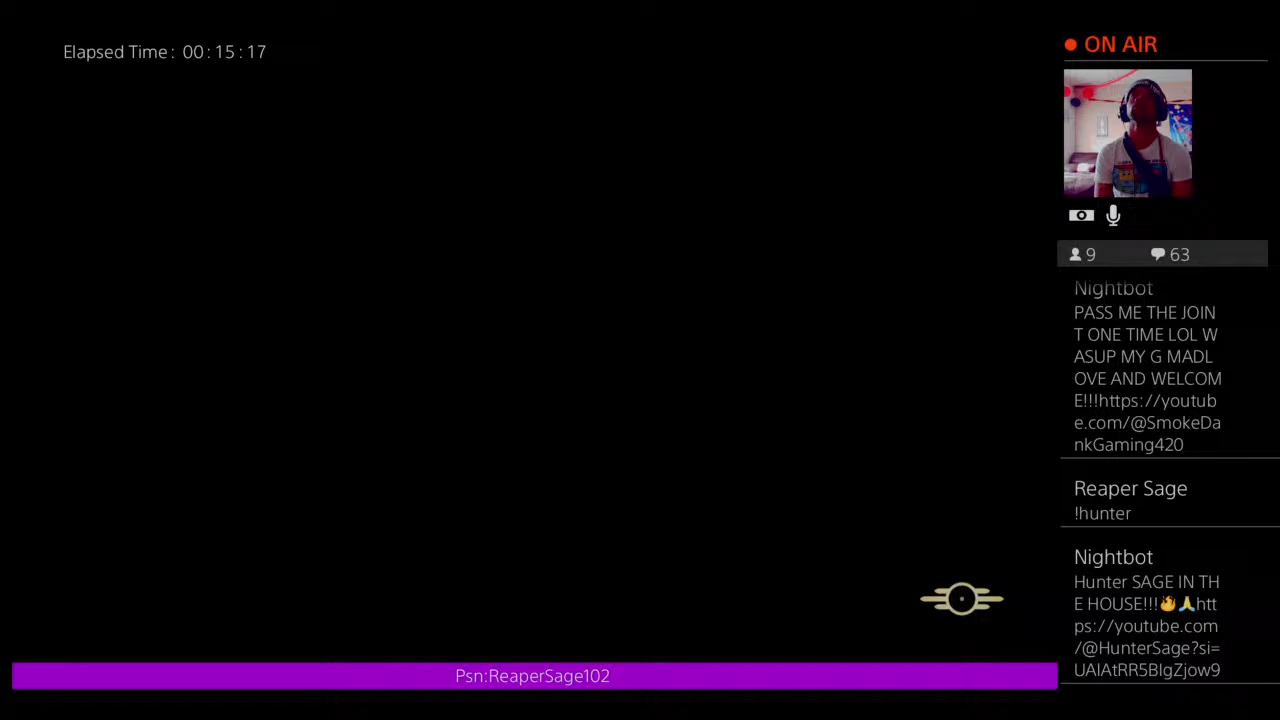 Elapsed Time: 00:15:17
ON AIR
9 63
Nightbot
PASS ME THE JOIN
T ONE TIME LOL W
ASUP MY G MADL
OVE AND WELCOM
E!!!https://youtub
e.com/@SmokeDa
nkGaming420
Reaper Sage
!hunter
Nightbot
Hunter SAGE IN TH
E HOUSE!!!🔥🙏htt
ps://youtube.com
/@HunterSage?si=
UAIAtRR5BIgZjow9
Psn:ReaperSage102